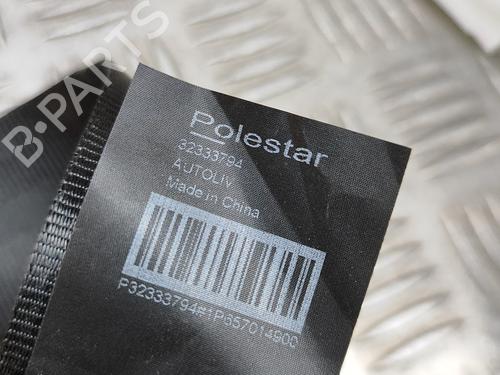 B-PARTS
Polestar
32333794
AUTOLIV
Made in China
P32333794#1P657014900